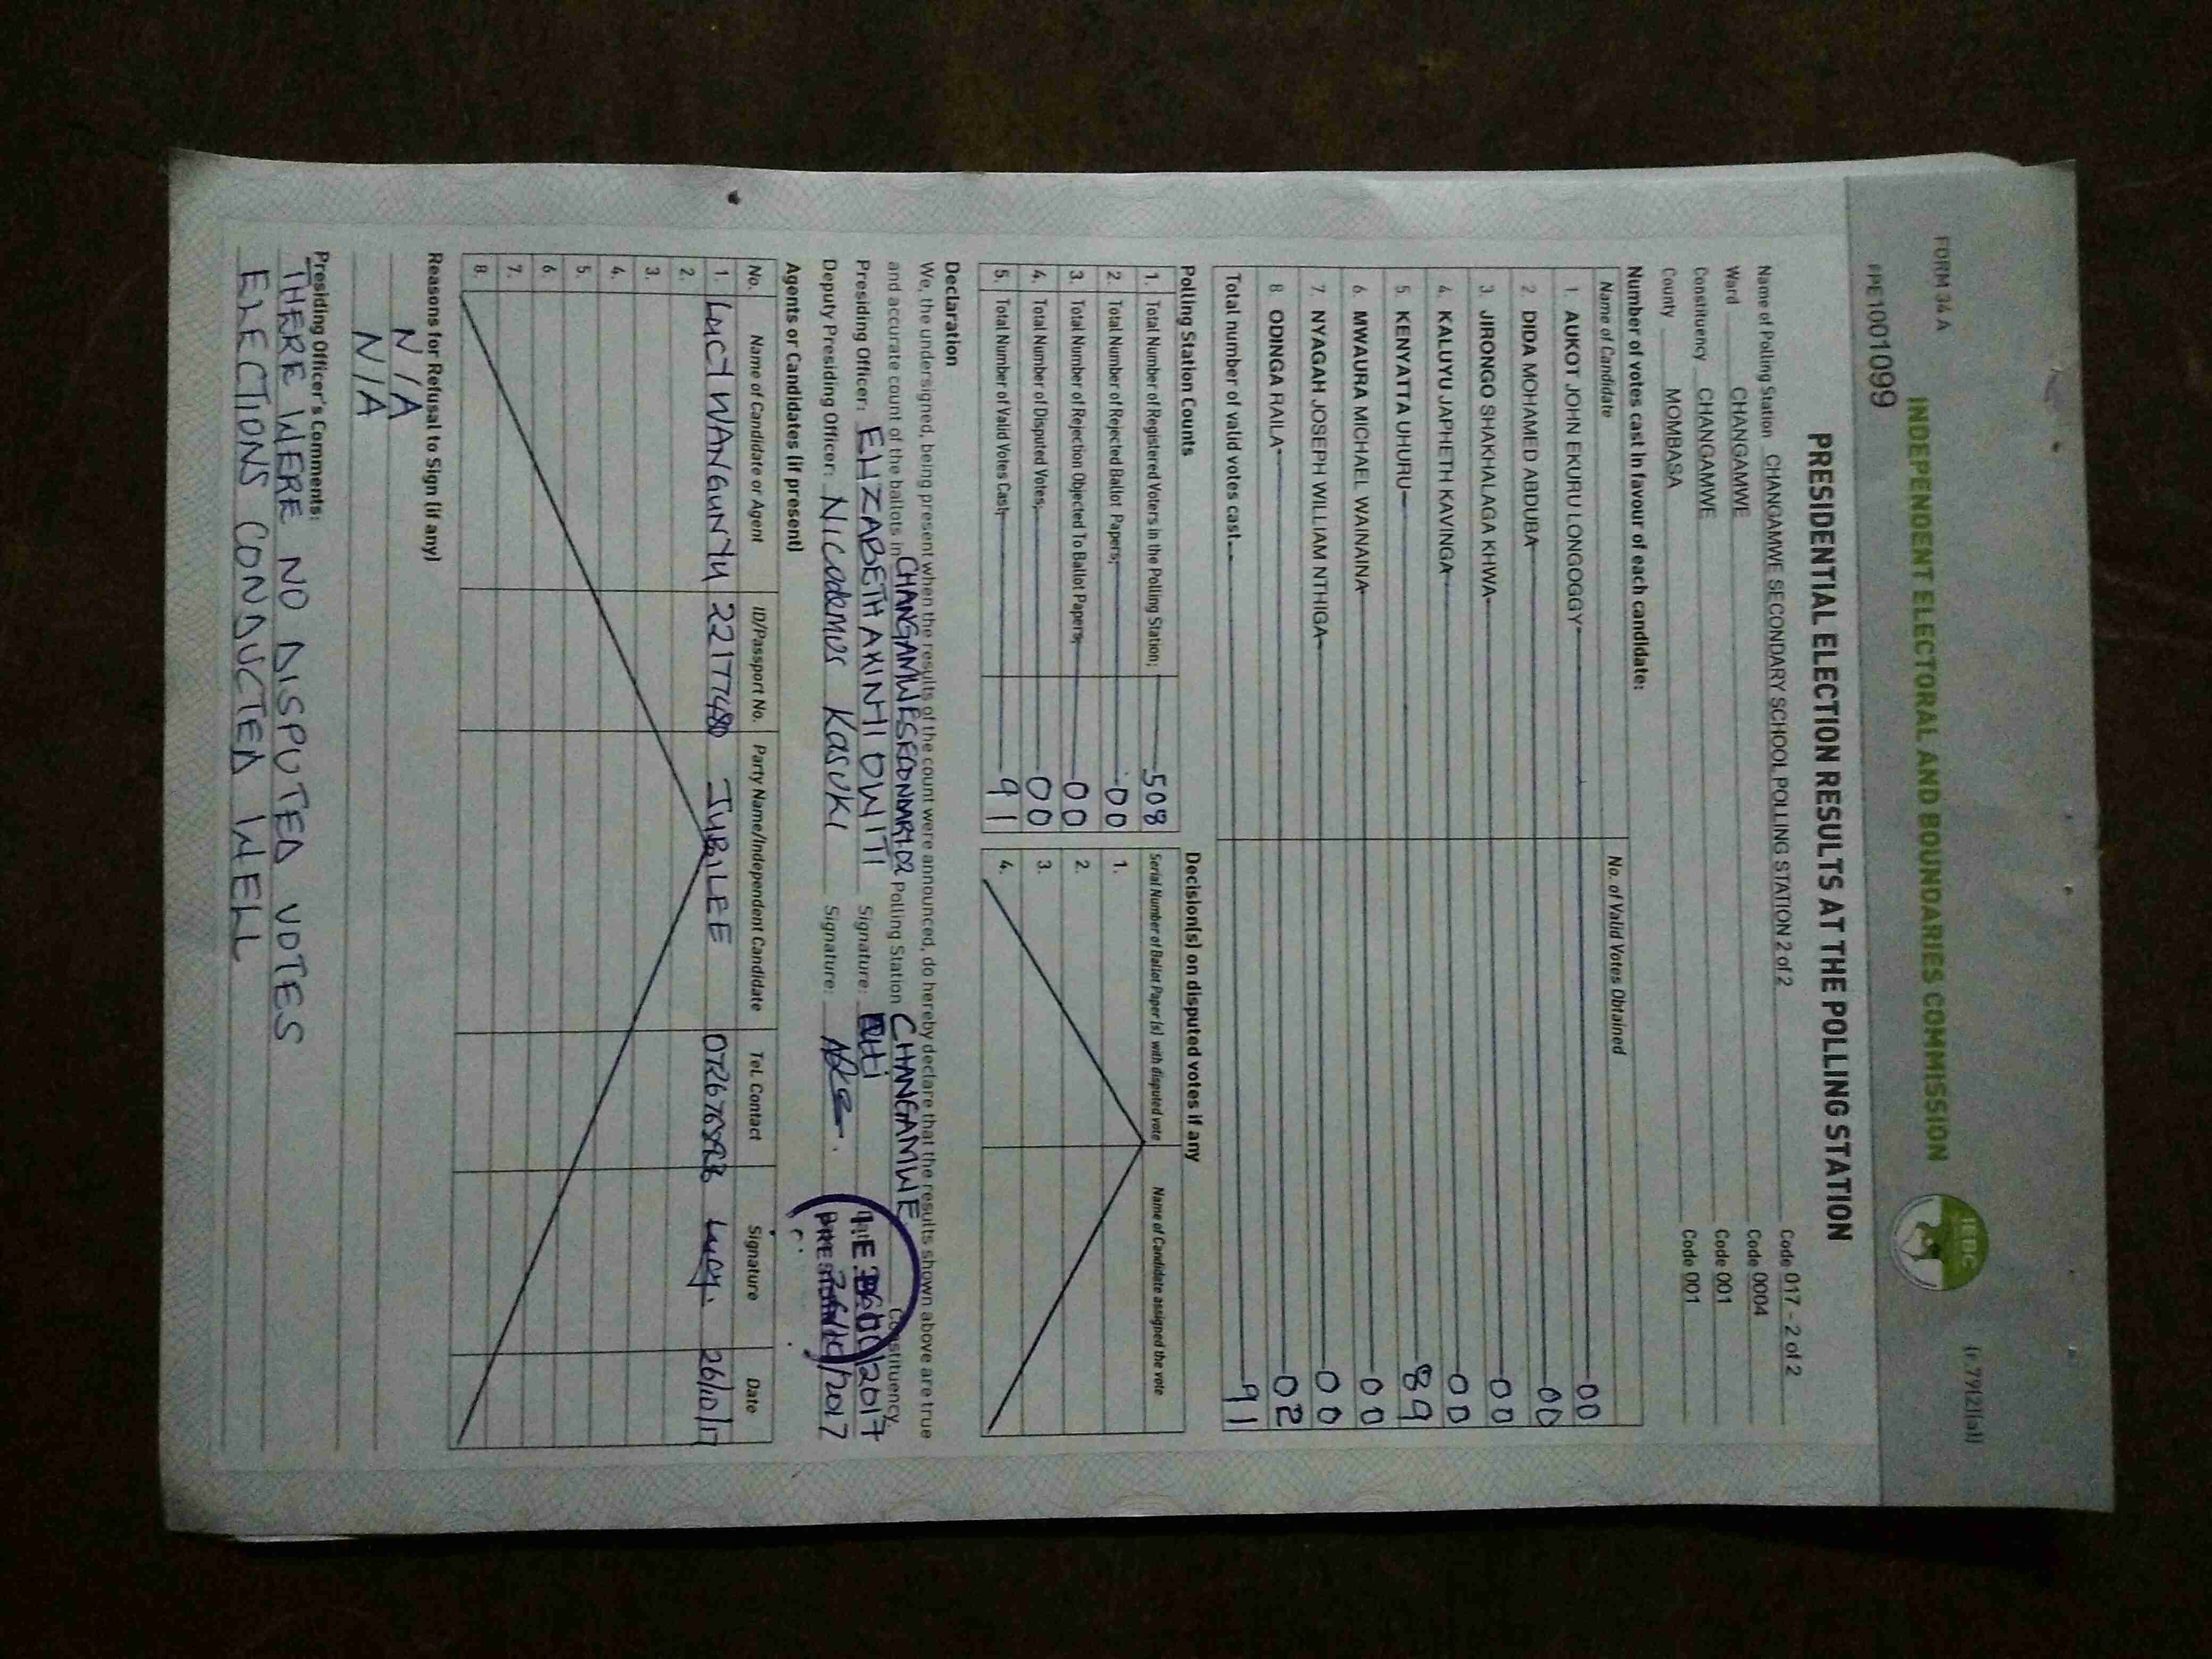 FORM 34 A
(r.79(2)(a))
INDEPENDENT ELECTORAL AND BOUNDARIES COMMISSION
IEBC
PE1001099
PRESIDENTIAL ELECTION RESULTS AT THE POLLING STATION
Name of Polling Station CHANGAMWE SECONDARY SCHOOL POLLING STATION 2 of 2 Code 017 - 2 of 2
Ward CHANGAMWE Code 0004
Constituency CHANGAMWE Code 001
County MOMBASA Code 001
Number of votes cast in favour of each candidate:
Name of Candidate No. of Valid Votes Obtained
1. AUKOT JOHN EKURU LONGOGGY 00
2. DIDA MOHAMED ABDUBA 00
3. JIRONGO SHAKHALAGA KHWA 00
4. KALUYU JAPHETH KAVINGA 00
5. KENYATTA UHURU 89
6. MWAURA MICHAEL WAINAINA 00
7. NYAGAH JOSEPH WILLIAM NTHIGA 00
8. ODINGA RAILA 02
Total number of valid votes cast 91
Polling Station Counts
1. Total Number of Registered Voters in the Polling Station; 508
2. Total Number of Rejected Ballot Papers; 00
3. Total Number of Rejection Objected To Ballot Papers; 00
4. Total Number of Disputed Votes; 00
5. Total Number of Valid Votes Cast; 91
Decision(s) on disputed votes if any
Serial Number of Ballot Paper (s) with disputed vote Name of Candidate assigned the vote
1.
2.
3.
4.
Declaration
We, the undersigned, being present when the results of the count were announced, do hereby declare that the results shown above are true
and accurate count of the ballots in CHANGAMWE SECONDARY 02 Polling Station CHANGAMWE Constituency.
Presiding Officer: ELIZABETH AKINYI OWITI Signature: 2017
Deputy Presiding Officer: Nicodemus Kasuki Signature: 2017
Agents or Candidates (if present)
No. Name of Candidate or Agent ID/Passport No. Party Name/Independent Candidate Tel. Contact Signature Date
1. LUCY WANGUNYU JUBILEE Lucy. 26/10/17
2.
3.
4.
5.
6.
7.
8.
Reasons for Refusal to Sign (if any)
N/A
N/A
Presiding Officer's Comments:
THERE WERE NO DISPUTED VOTES
ELECTIONS CONDUCTED WELL